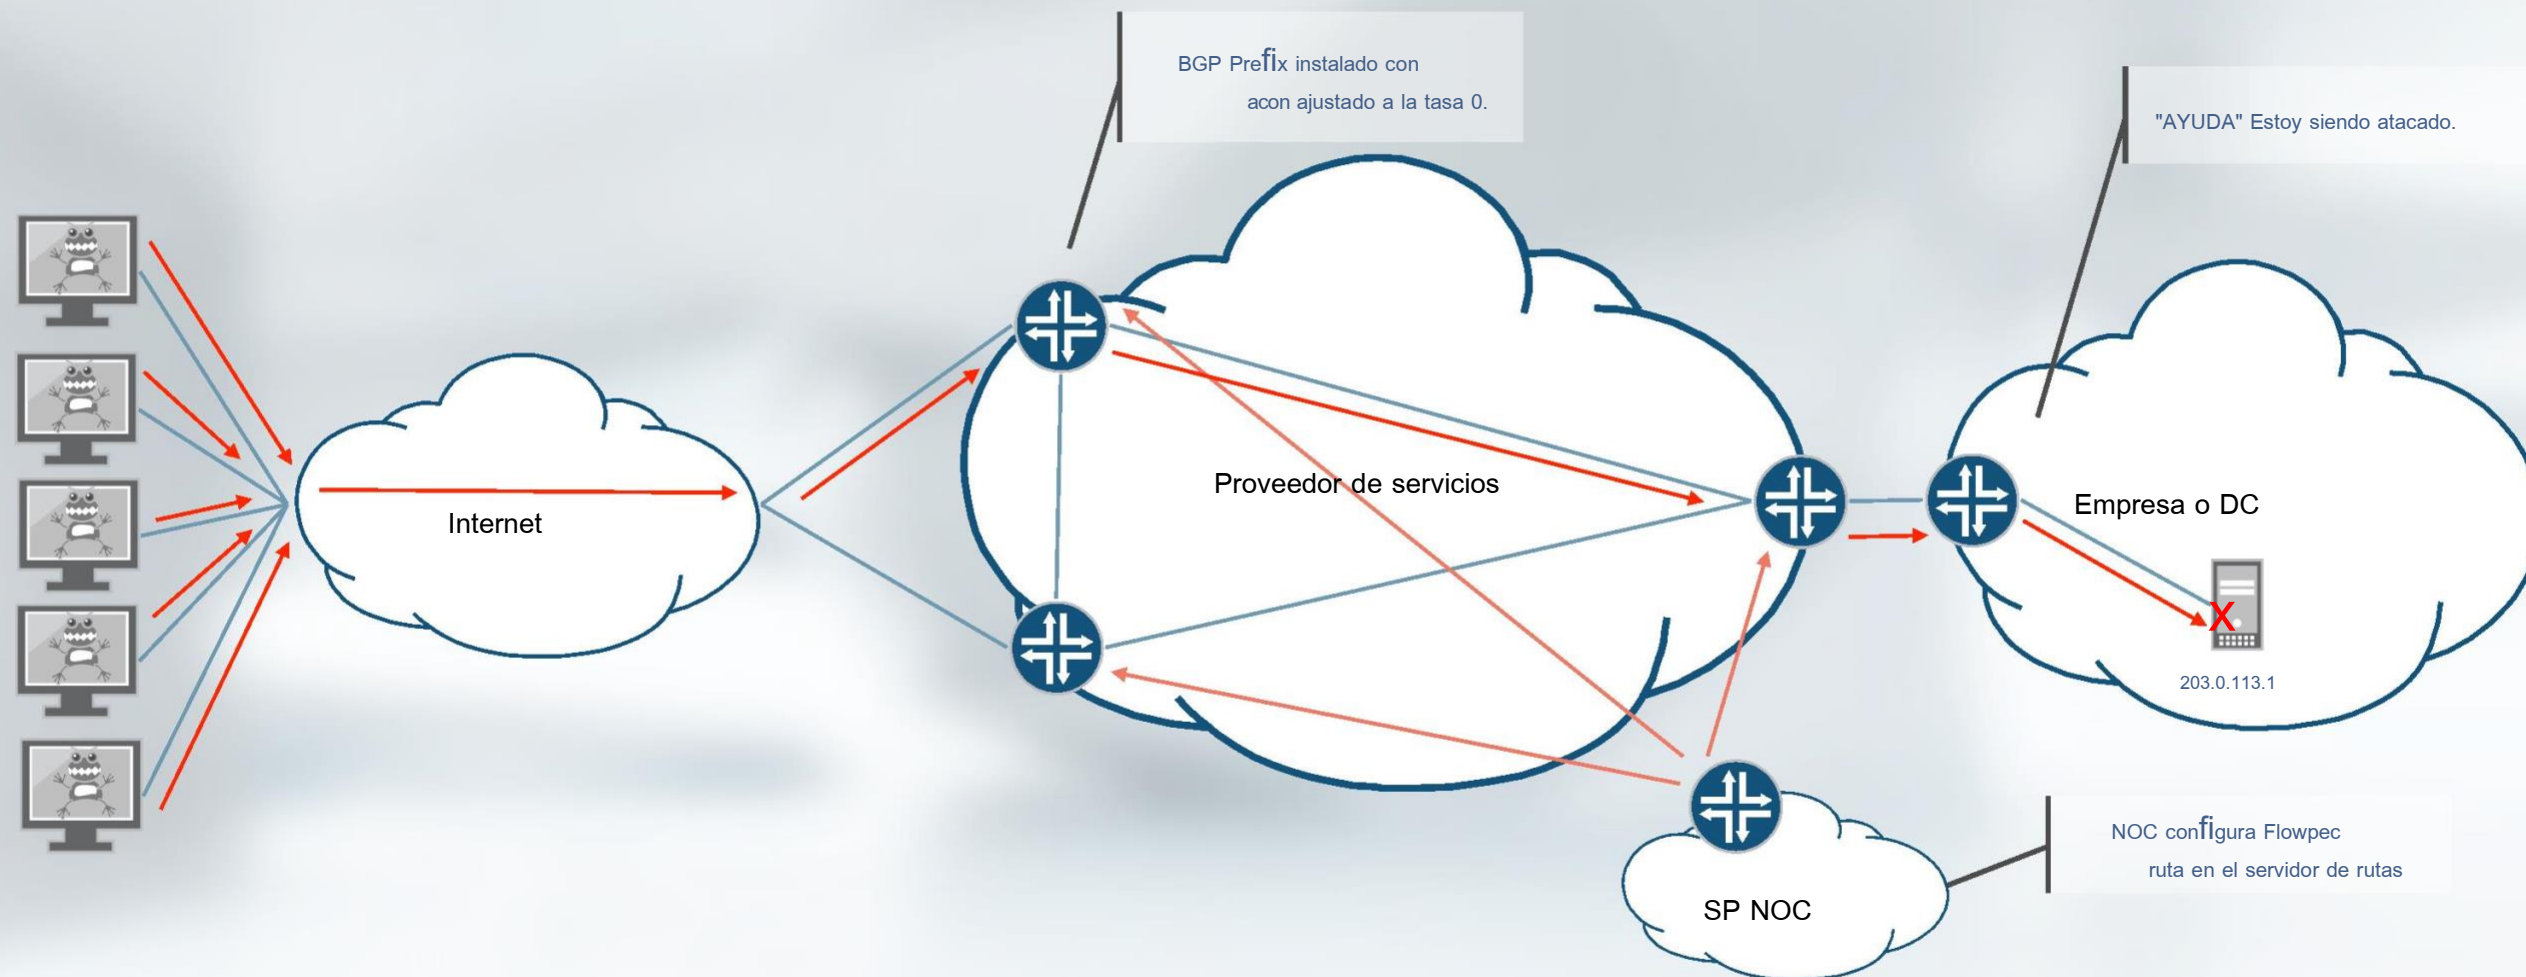 BGP Prefix instalado con
acon ajustado a la tasa 0.
"AYUDA" Estoy siendo atacado.
Proveedor de servicios
Internet
Empresa o DC
203.0.113.1
X
NOC configura Flowpec
ruta en el servidor de rutas
SP NOC